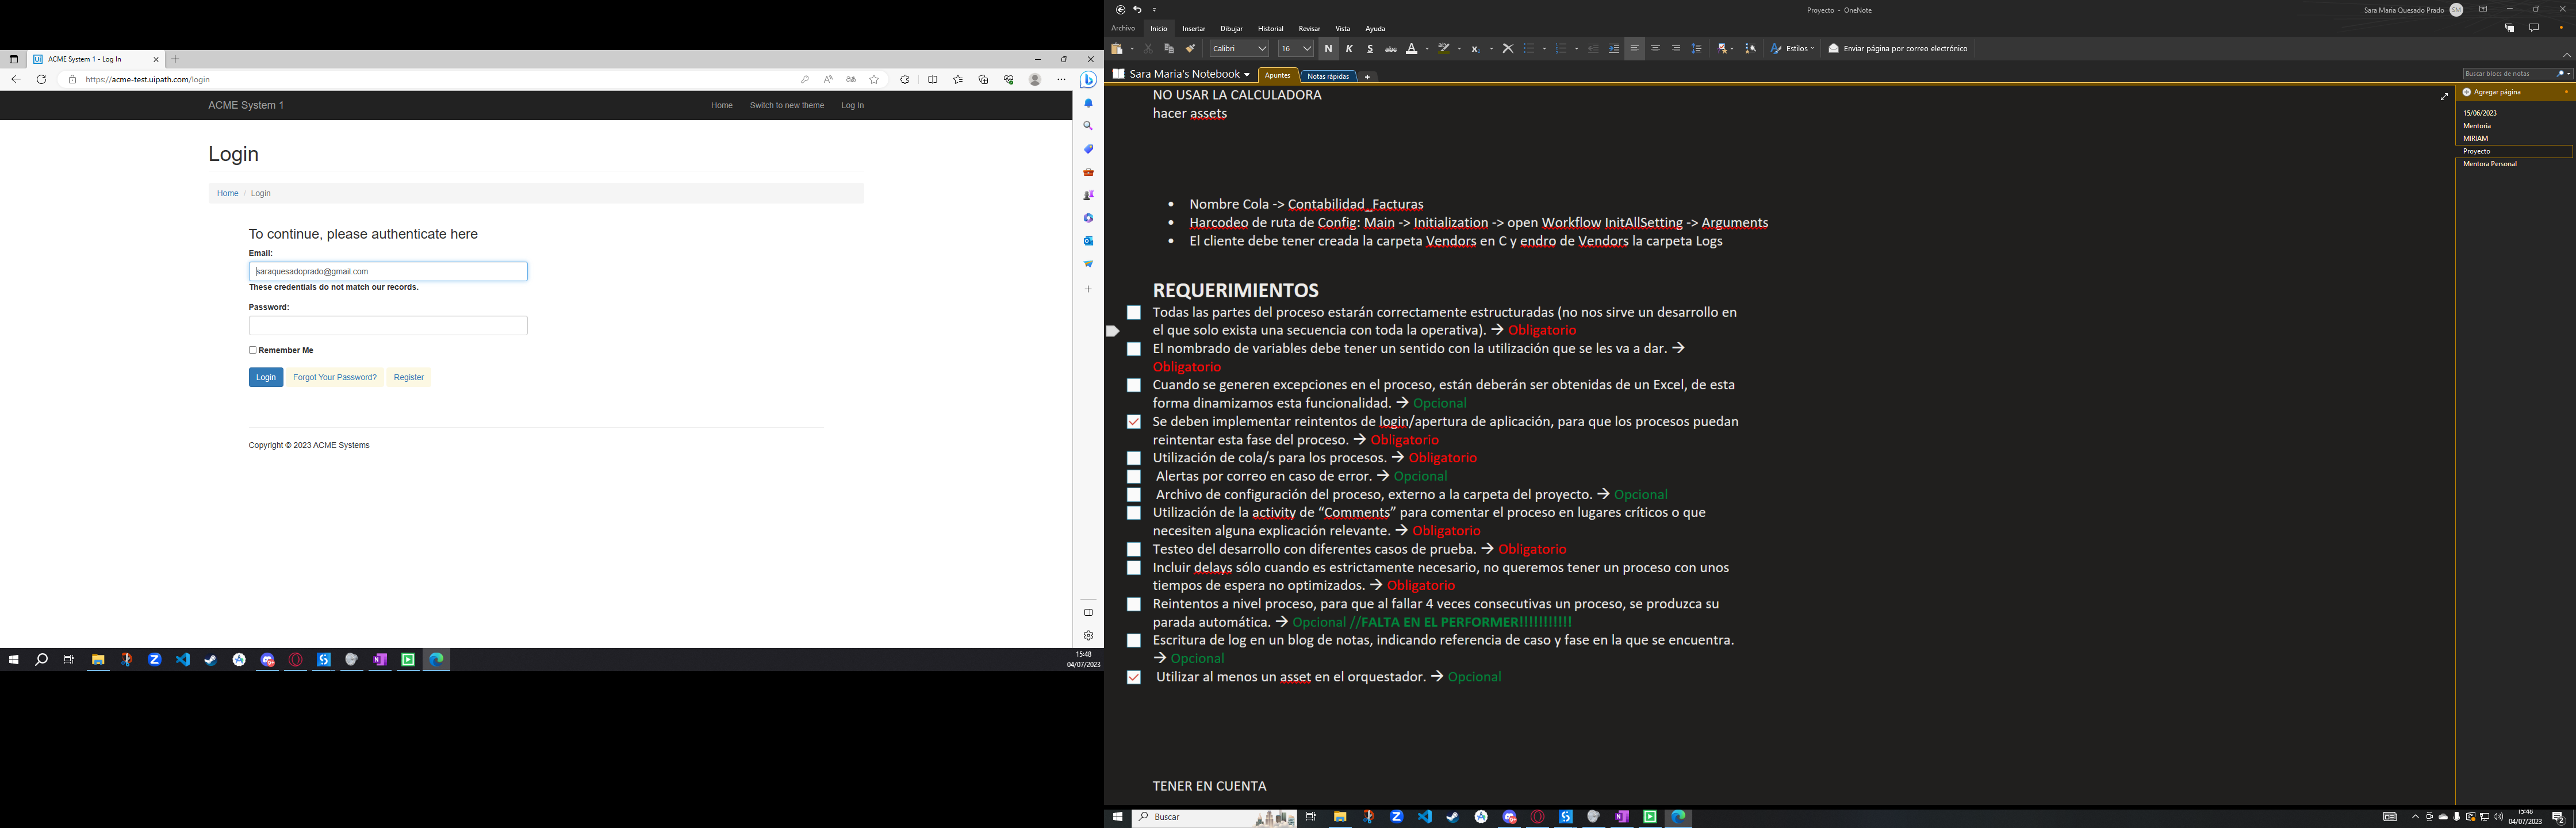 ACME System 1 - Log In
https://acme-test.uipath.com/login
ACME System 1
Home
Switch to new theme
Log In
Login
Home / Login
To continue, please authenticate here
Email:
saraquesadoprado@gmail.com
These credentials do not match our records.
Password:
Remember Me
Login
Forgot Your Password?
Register
Copyright © 2023 ACME Systems
15:48
04/07/2023
Proyecto - OneNote
Sara Maria Quesado Prado
SM
Archivo
Inicio
Insertar
Dibujar
Historial
Revisar
Vista
Ayuda
Calibri
16
N
K
S
abc
Estilos
Enviar página por correo electrónico
Sara Maria's Notebook
Apuntes
Notas rápidas
Buscar blocs de notas
Agregar página
15/06/2023
Mentoria
MIRIAM
Proyecto
Mentora Personal
NO USAR LA CALCULADORA
hacer assets
• Nombre Cola -> Contabilidad_Facturas
• Harcodeo de ruta de Config: Main -> Initialization -> open Workflow InitAllSetting -> Arguments
• El cliente debe tener creada la carpeta Vendors en C y endro de Vendors la carpeta Logs
REQUERIMIENTOS
Todas las partes del proceso estarán correctamente estructuradas (no nos sirve un desarrollo en
el que solo exista una secuencia con toda la operativa). → Obligatorio
El nombrado de variables debe tener un sentido con la utilización que se les va a dar. →
Obligatorio
Cuando se generen excepciones en el proceso, están deberán ser obtenidas de un Excel, de esta
forma dinamizamos esta funcionalidad. → Opcional
Se deben implementar reintentos de login/apertura de aplicación, para que los procesos puedan
reintentar esta fase del proceso. → Obligatorio
Utilización de cola/s para los procesos. → Obligatorio
Alertas por correo en caso de error. → Opcional
Archivo de configuración del proceso, externo a la carpeta del proyecto. → Opcional
Utilización de la activity de “Comments” para comentar el proceso en lugares críticos o que
necesiten alguna explicación relevante. → Obligatorio
Testeo del desarrollo con diferentes casos de prueba. → Obligatorio
Incluir delays sólo cuando es estrictamente necesario, no queremos tener un proceso con unos
tiempos de espera no optimizados. → Obligatorio
Reintentos a nivel proceso, para que al fallar 4 veces consecutivas un proceso, se produzca su
parada automática. → Opcional //FALTA EN EL PERFORMER!!!!!!!!!!!
Escritura de log en un blog de notas, indicando referencia de caso y fase en la que se encuentra.
→ Opcional
Utilizar al menos un asset en el orquestador. → Opcional
TENER EN CUENTA
Buscar
15:48
04/07/2023